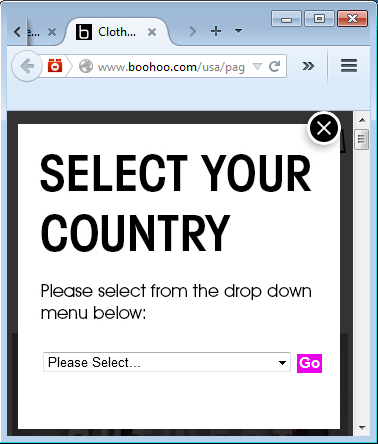 e...
Cloth...
www.boohoo.com/usa/pag
SELECT YOUR
COUNTRY
Please select from the drop down
menu below:
Please Select...
Go